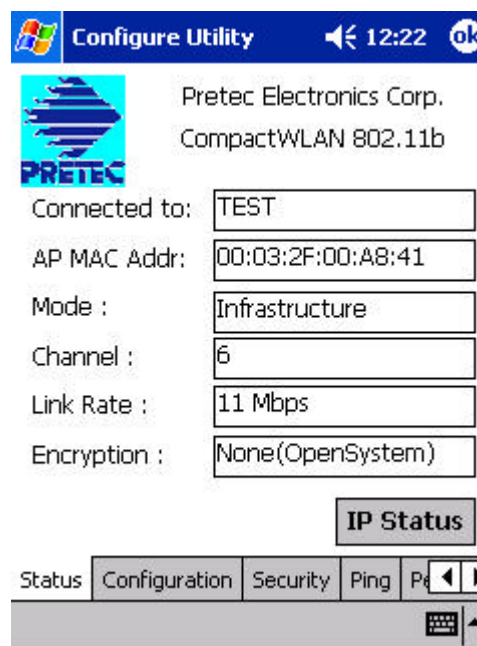 Configure Utility 12:22 ok
Pretec Electronics Corp.
CompactWLAN 802.11b
PRETEC
Connected to: TEST
AP MAC Addr: 00:03:2F:00:A8:41
Mode : Infrastructure
Channel : 6
Link Rate : 11 Mbps
Encryption : None(OpenSystem)
IP Status
Status Configuration Security Ping